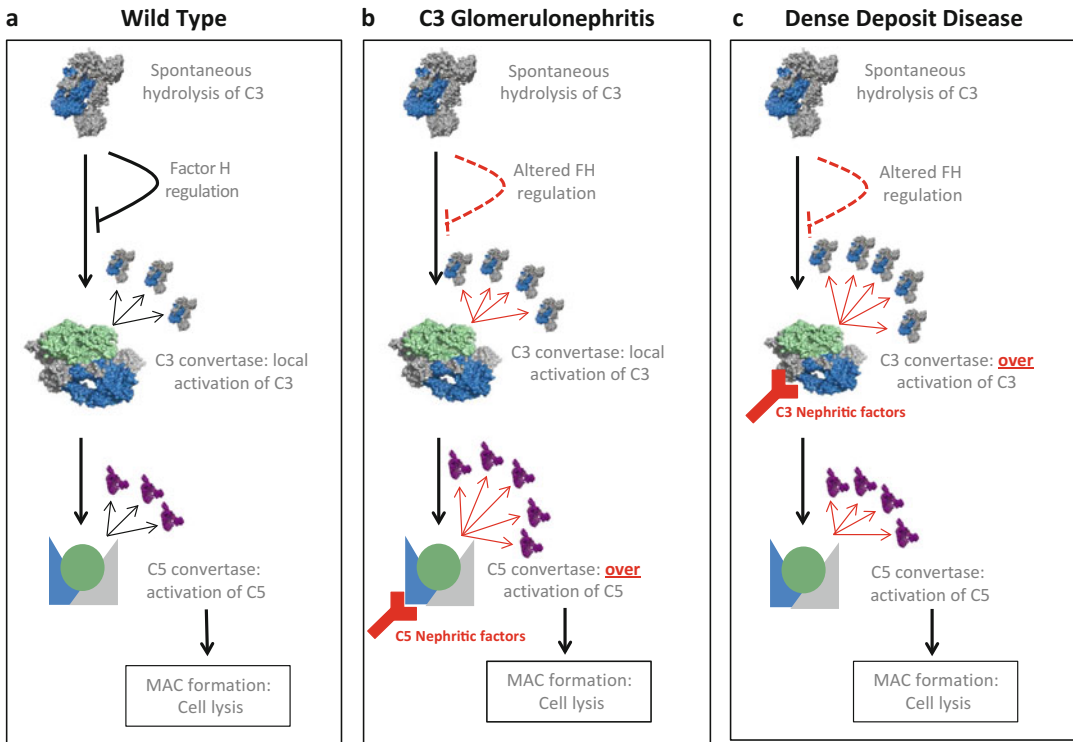 a Wild Type
Spontaneous
hydrolysis of C3
Factor H
regulation
C3 convertase: local
activation of C3
C5 convertase:
activation of C5
MAC formation:
Cell lysis
b C3 Glomerulonephritis
Spontaneous
hydrolysis of C3
Altered FH
regulation
C3 convertase: local
activation of C3
C5 convertase: over
activation of C5
C5 Nephritic factors
MAC formation:
Cell lysis
c Dense Deposit Disease
Spontaneous
hydrolysis of C3
Altered FH
regulation
C3 convertase: over
activation of C3
C3 Nephritic factors
C5 convertase:
activation of C5
MAC formation:
Cell lysis